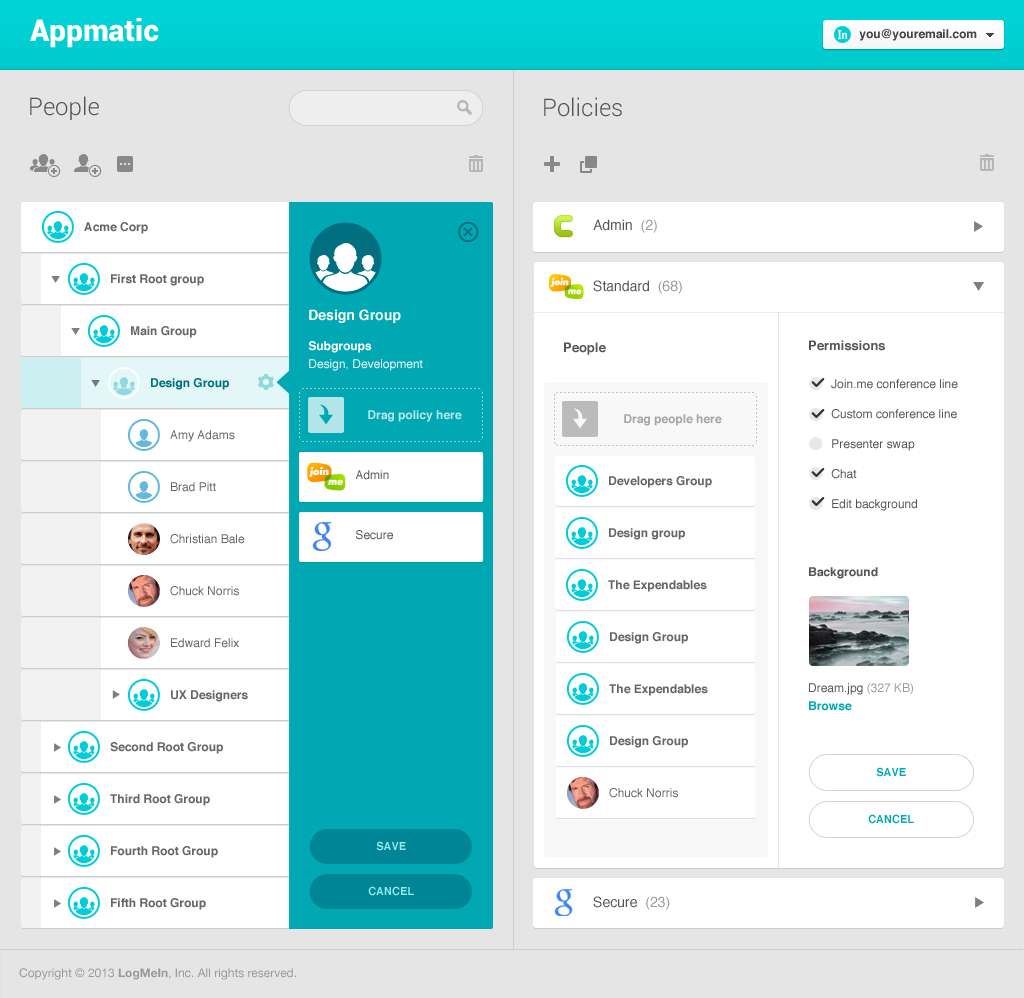 Appmatic
In
you@youremail.com
People
Policies
Acme Corp
First Root group
Main Group
Design Group
Amy Adams
Brad Pitt
Christian Bale
Chuck Norris
Edward Felix
UX Designers
Second Root Group
Third Root Group
Fourth Root Group
Fifth Root Group
Design Group
Subgroups
Design, Development
Drag policy here
join
me
Admin
g
Secure
SAVE
CANCEL
Admin (2)
join
me
Standard (68)
People
Drag people here
Developers Group
Design group
The Expendables
Design Group
The Expendables
Design Group
Chuck Norris
Permissions
Join.me conference line
Custom conference line
Presenter swap
Chat
Edit background
Background
Dream.jpg (327 KB)
Browse
SAVE
CANCEL
g
Secure (23)
Copyright © 2013 LogMeIn, Inc. All rights reserved.